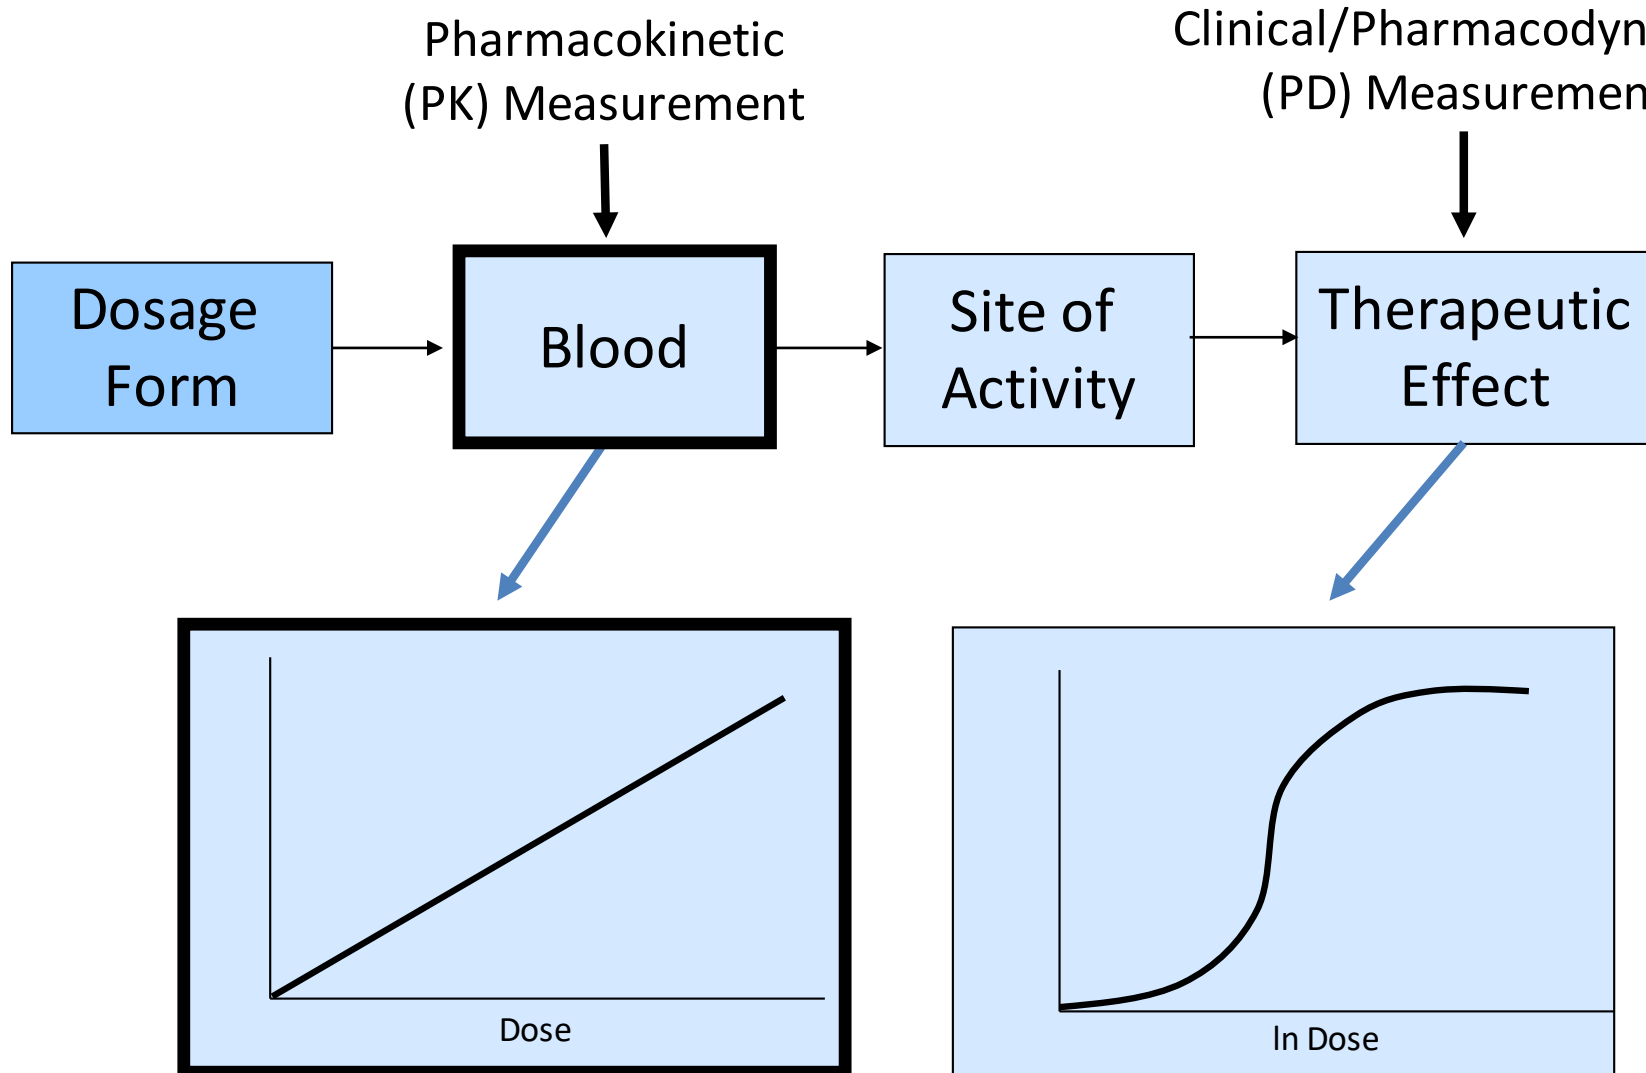 Pharmacokinetic
(PK) Measurement
Clinical/Pharmacodyn
(PD) Measuremen
Dosage
Form
Blood
Site of
Activity
Therapeutic
Effect
Dose
ln Dose